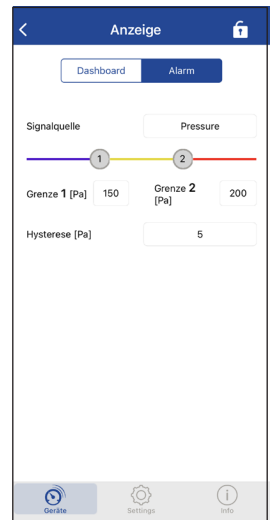 Anzeige
Dashboard Alarm
Signalquelle Pressure
1 2
Grenze 1 [Pa] 150 Grenze 2 [Pa] 200
Hysterese [Pa] 5
Geräte Settings Info